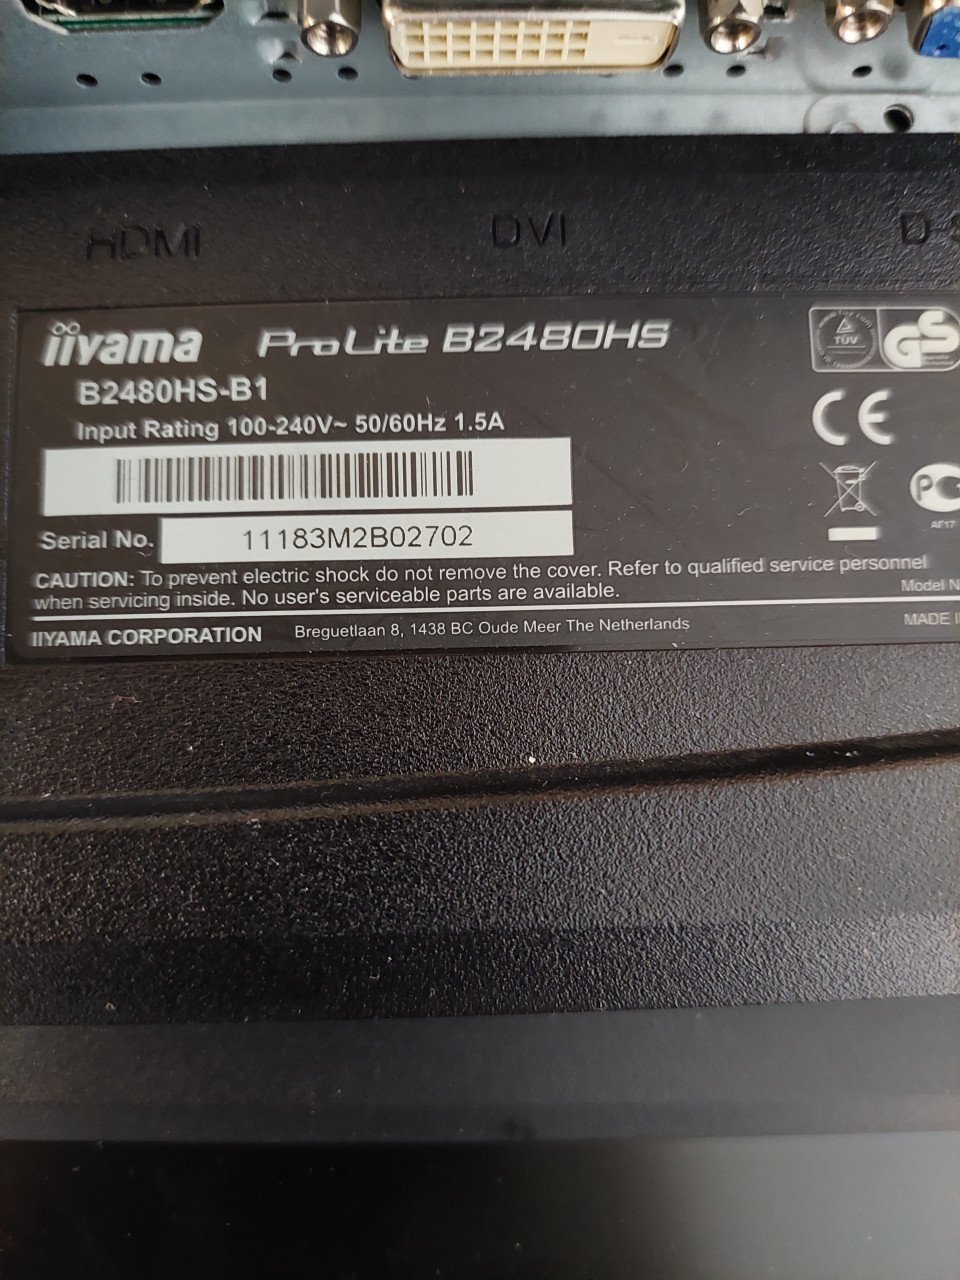 HDMI DVI D-
iiyama ProLite B2480HS
B2480HS-B1
Input Rating 100-240V~ 50/60Hz 1.5A
TÜV GS
CE
Serial No. 11183M2B02702
CAUTION: To prevent electric shock do not remove the cover. Refer to qualified service personnel
when servicing inside. No user's serviceable parts are available.
Model N
IIYAMA CORPORATION Breguetlaan 8, 1438 BC Oude Meer The Netherlands
MADE I